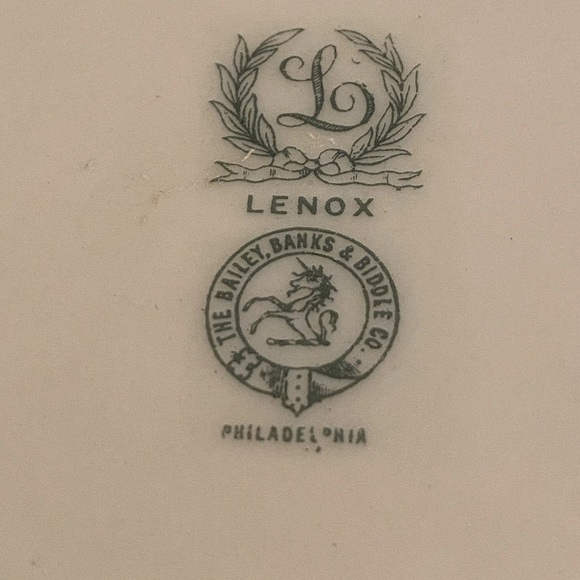 L
LENOX
THE BAILEY, BANKS & BIDDLE CO.
PHILADELPHIA